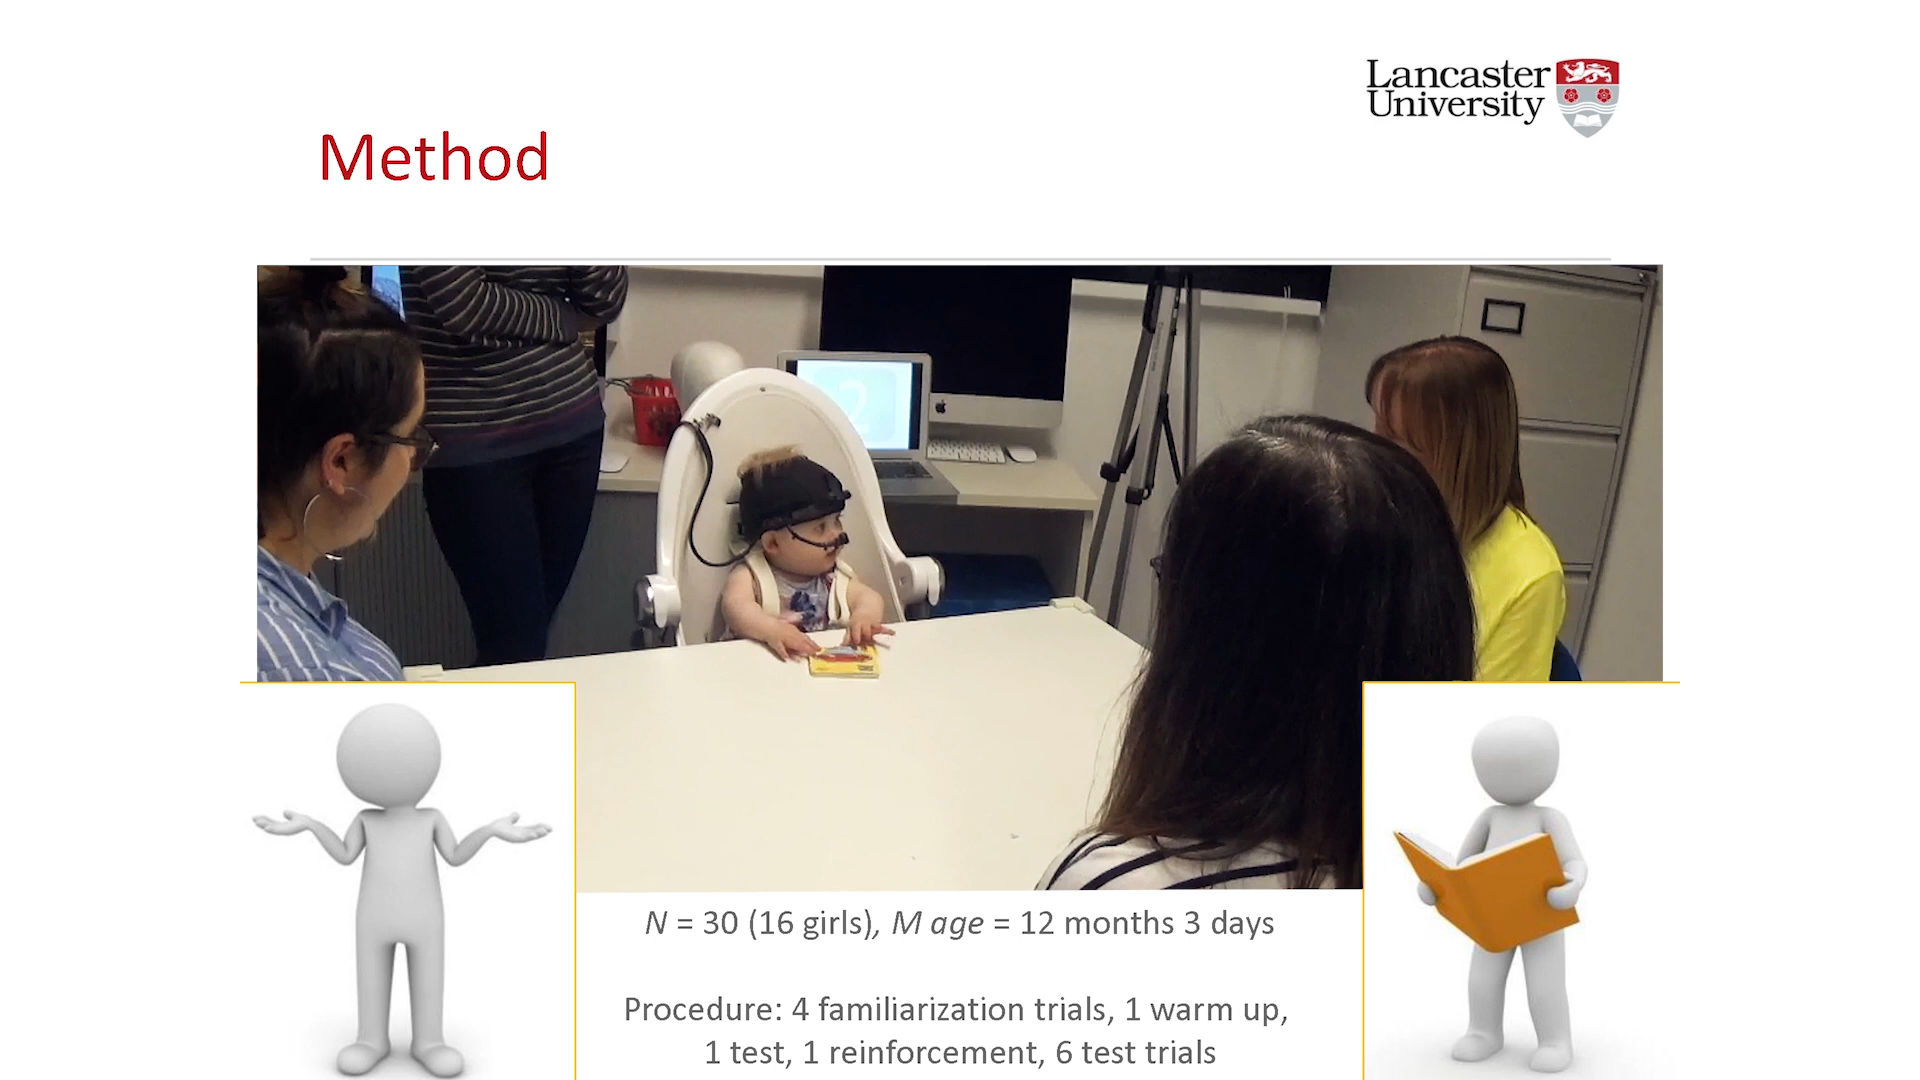 Lancaster
University
Method
2
N = 30 (16 girls), M age = 12 months 3 days
Procedure: 4 familiarization trials, 1 warm up,
1 test, 1 reinforcement, 6 test trials